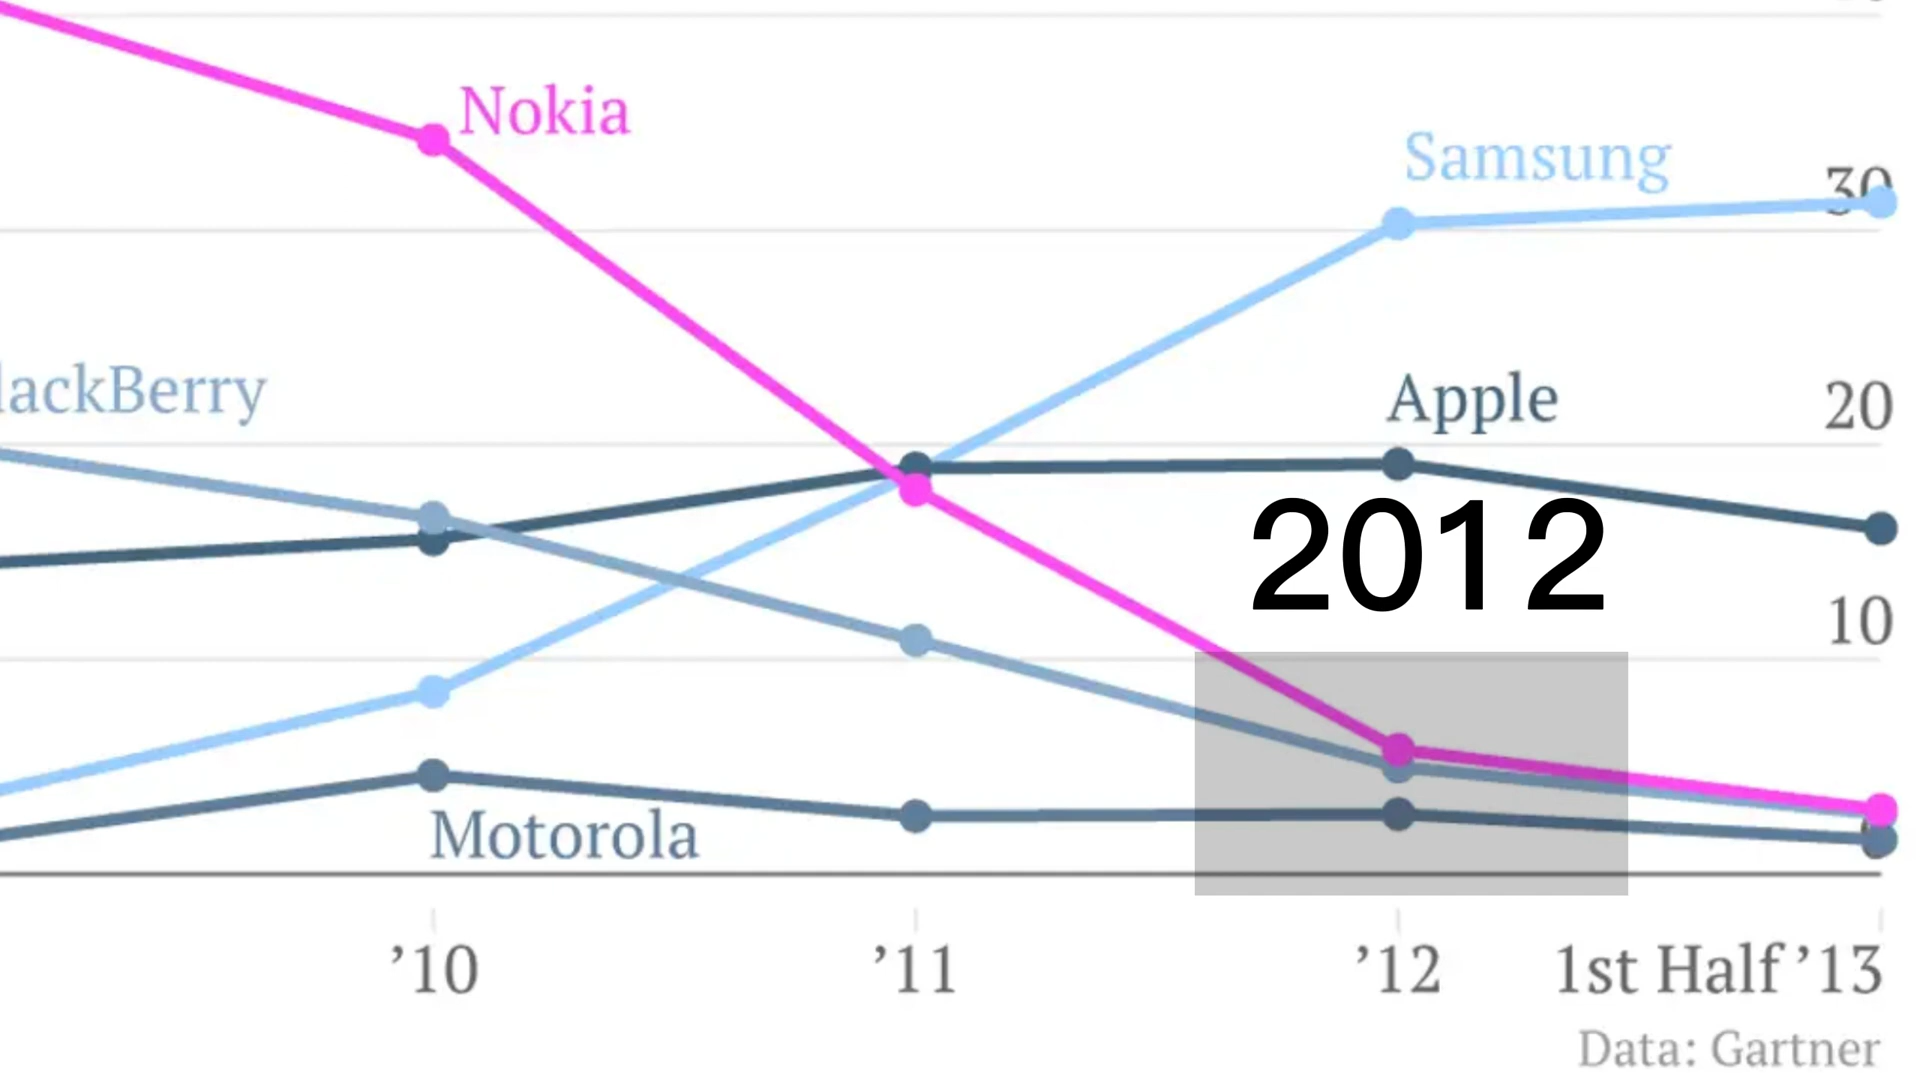 Nokia
Samsung
30
lackBerry
Apple
20
2012
10
Motorola
’10
’11
’12
1st Half ’13
Data: Gartner